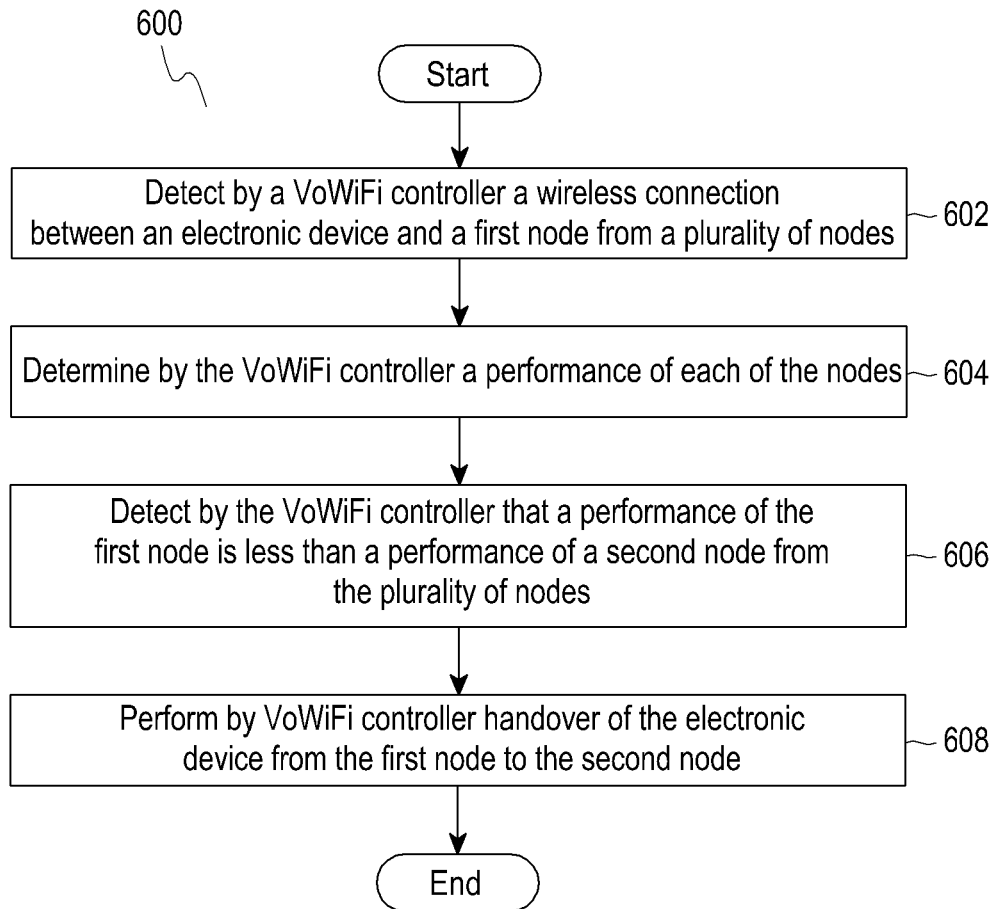 600
Start
Detect by a VoWiFi controller a wireless connection
between an electronic device and a first node from a plurality of nodes
602
Determine by the VoWiFi controller a performance of each of the nodes
604
Detect by the VoWiFi controller that a performance of the
first node is less than a performance of a second node from
the plurality of nodes
606
Perform by VoWiFi controller handover of the electronic
device from the first node to the second node
608
End